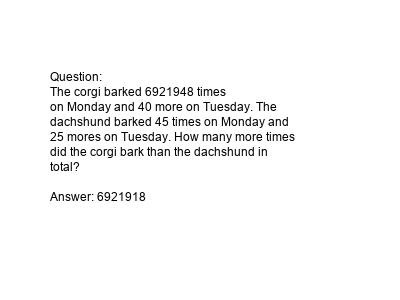 Question:
The corgi barked 6921948 times
on Monday and 40 more on Tuesday. The
dachshund barked 45 times on Monday and
25 mores on Tuesday. How many more times
did the corgi bark than the dachshund in
total?
Answer: 6921918